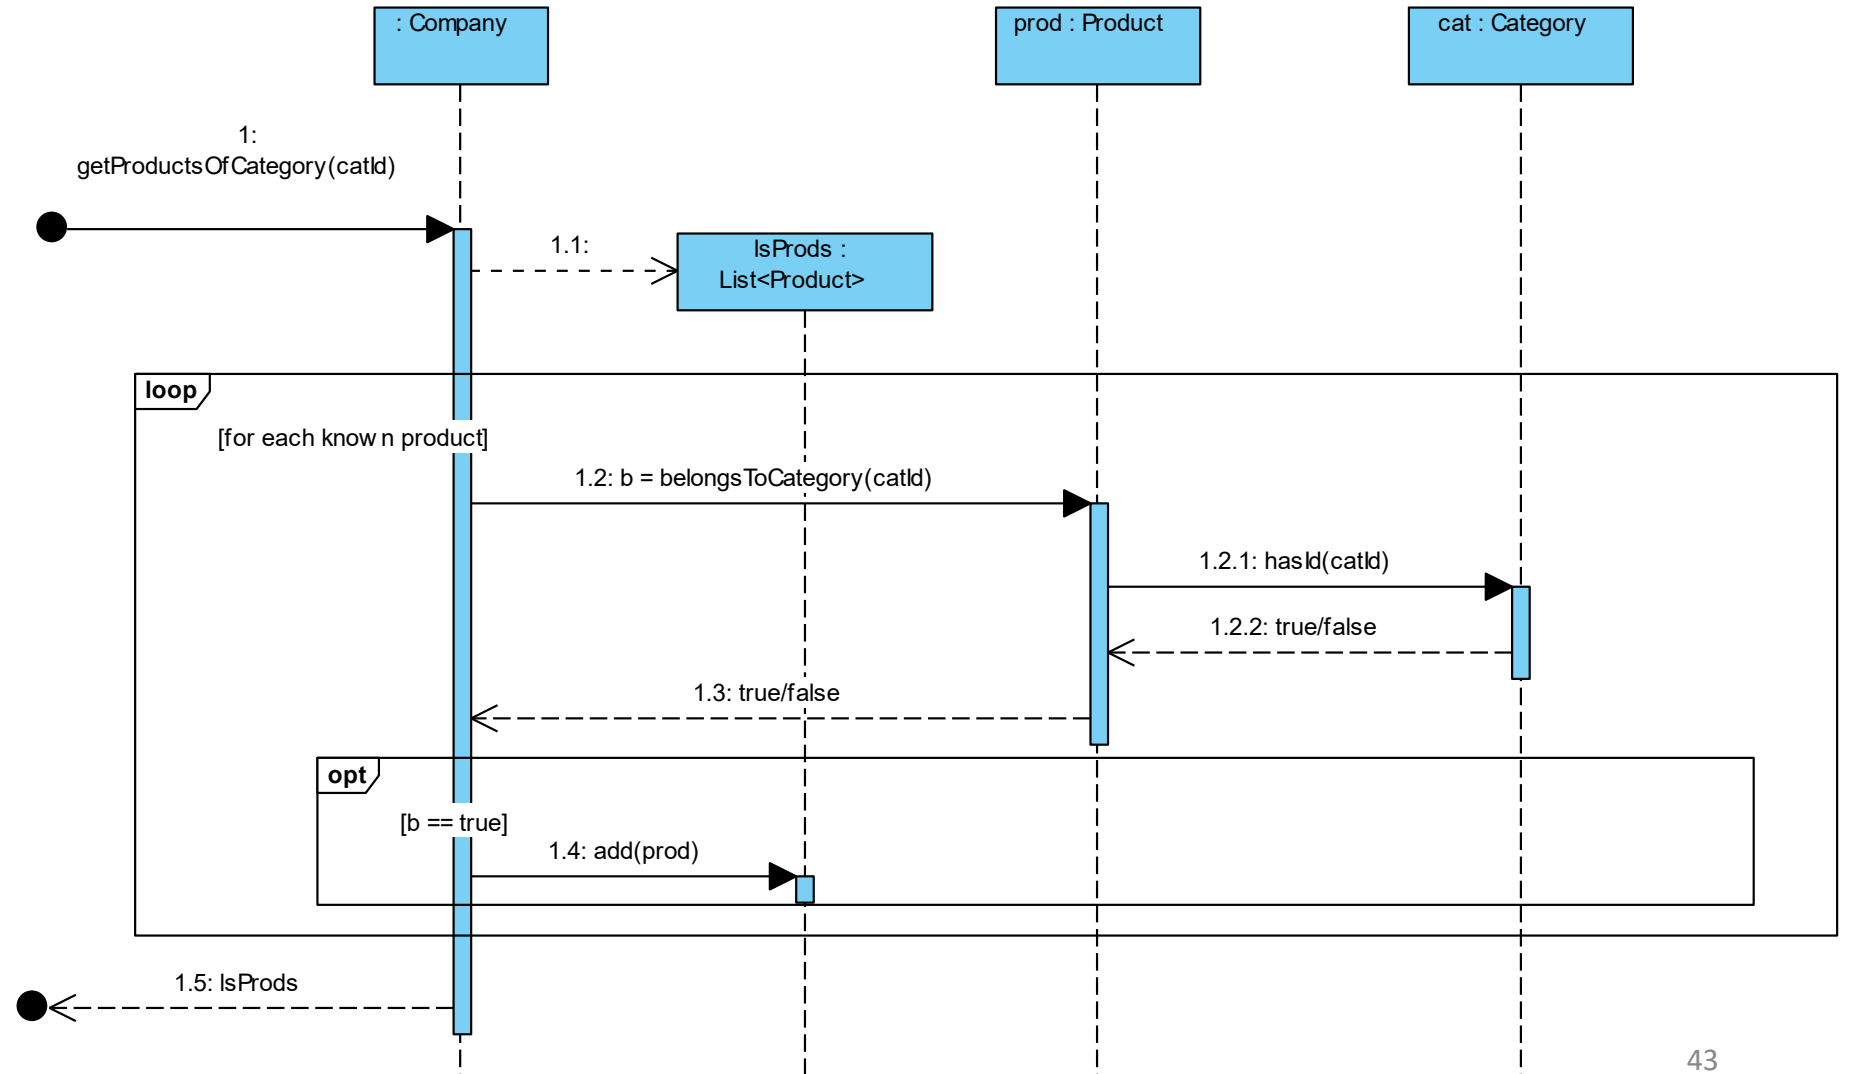 : Company
prod : Product
cat : Category
1:
getProductsOfCategory(catId)
1.1:
lsProds :
List<Product>
loop
[for each known product]
1.2: b = belongsToCategory(catId)
1.2.1: hasId(catId)
1.2.2: true/false
1.3: true/false
opt
[b == true]
1.4: add(prod)
1.5: lsProds
43